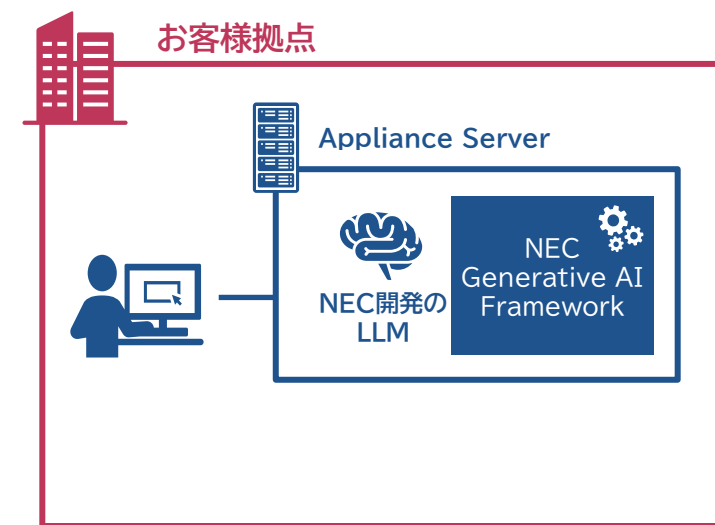 お客様拠点
Appliance Server
NEC開発の
LLM
NEC
Generative AI
Framework